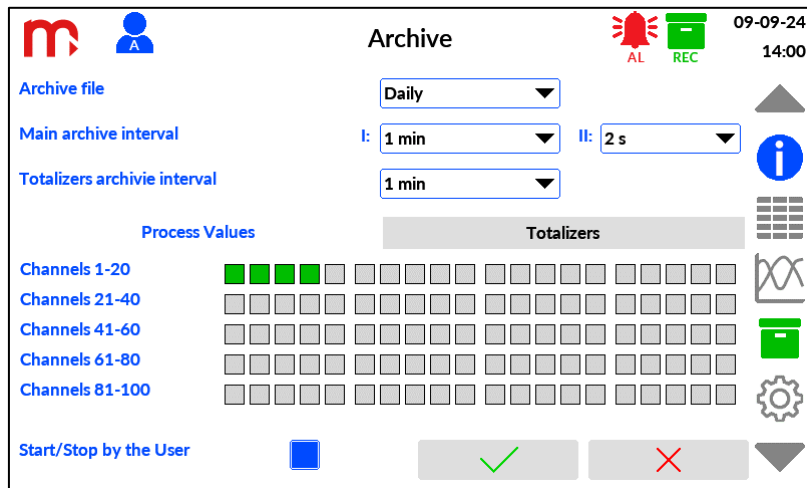 m A Archive AL REC 09-09-24
14:00
Archive file Daily
Main archive interval I: 1 min II: 2 s
Totalizers archivie interval 1 min
Process Values Totalizers
Channels 1-20
Channels 21-40
Channels 41-60
Channels 61-80
Channels 81-100
Start/Stop by the User